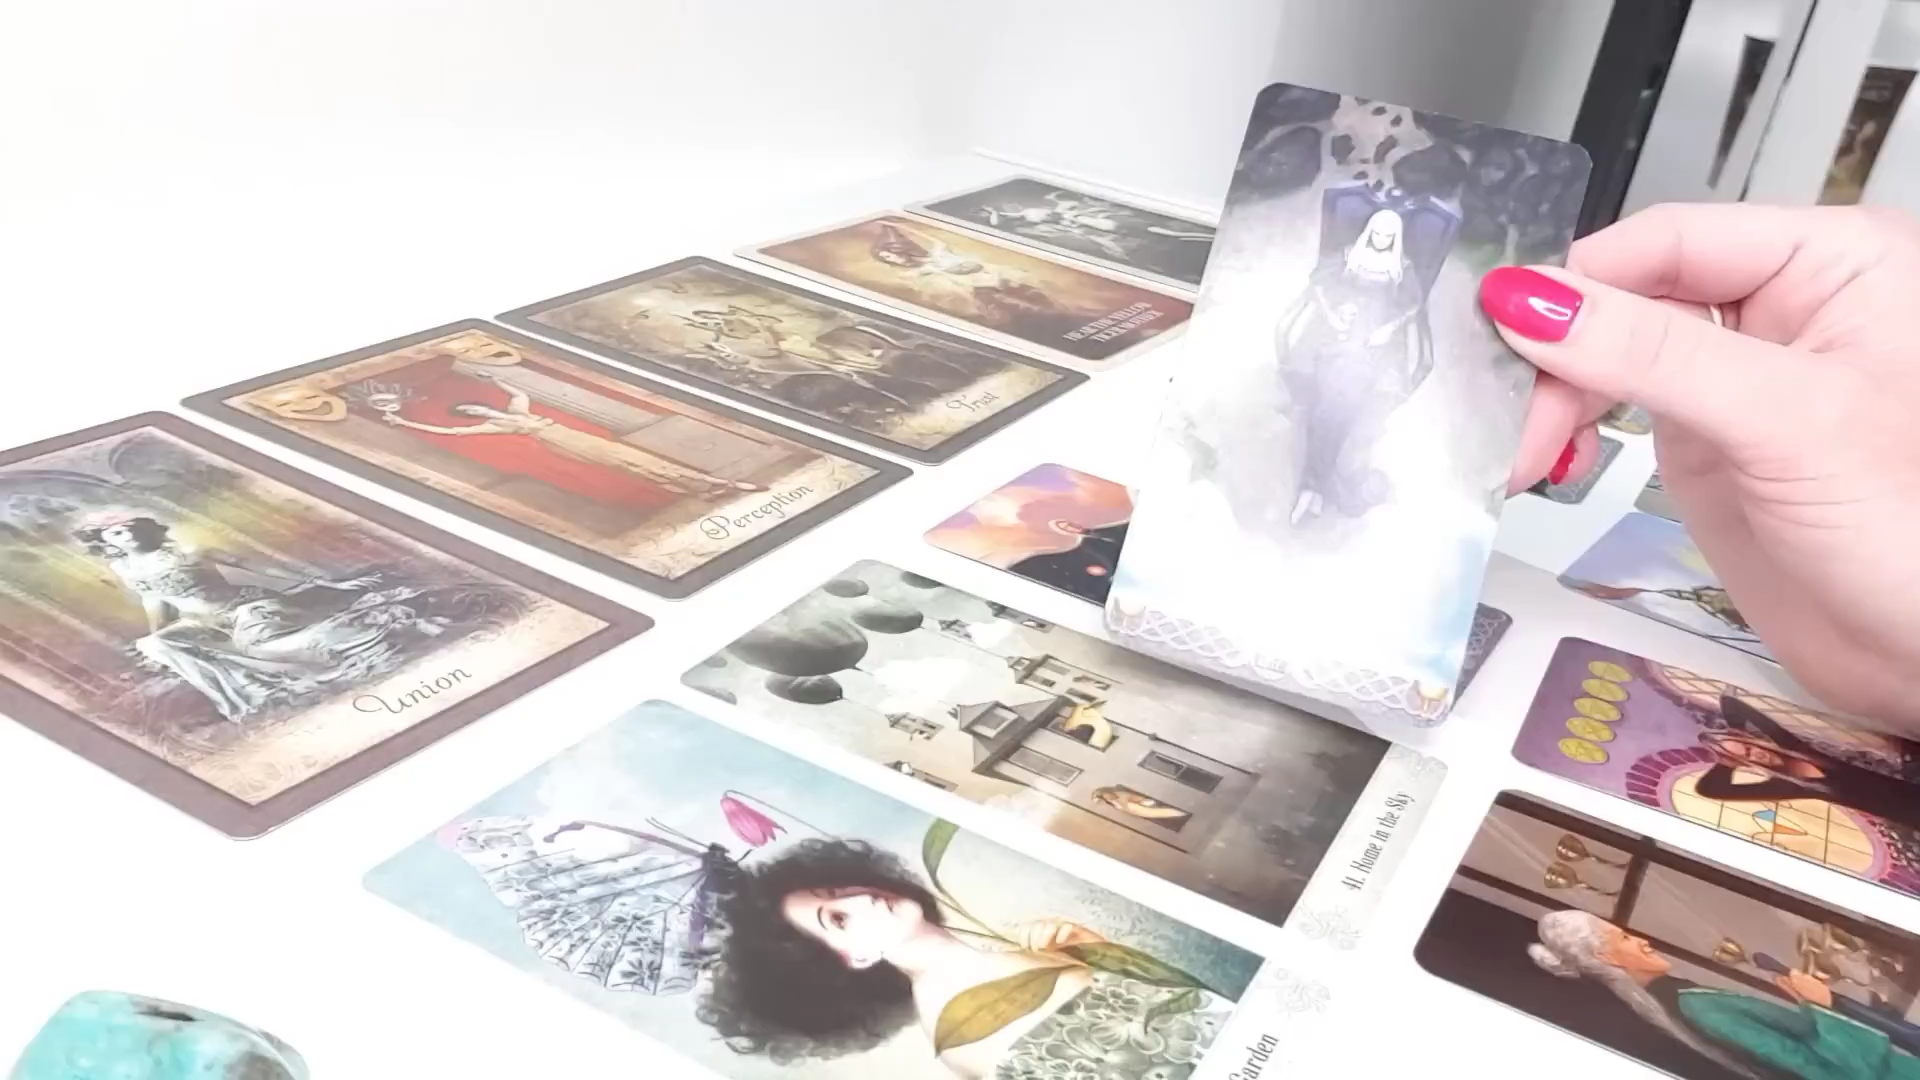 Trust
Perception
Union
41. Home in the Sky
Garden